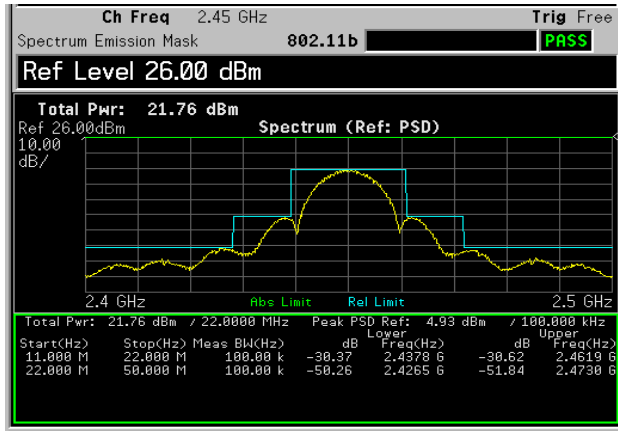 Ch Freq 2.45 GHz Trig Free
Spectrum Emission Mask 802.11b PASS
Ref Level 26.00 dBm
Total Pwr: 21.76 dBm
Ref 26.00dBm Spectrum (Ref: PSD)
10.00
dB/
2.4 GHz Abs Limit Rel Limit 2.5 GHz
Total Pwr: 21.76 dBm / 22.0000 MHz Peak PSD Ref: 4.93 dBm / 100.000 kHz
Lower Upper
Start(Hz) Stop(Hz) Meas BW(Hz) dB Freq(Hz) dB Freq(Hz)
11.000 M 22.000 M 100.00 k -30.37 2.4378 G -30.62 2.4619 G
22.000 M 50.000 M 100.00 k -50.26 2.4265 G -51.84 2.4730 G